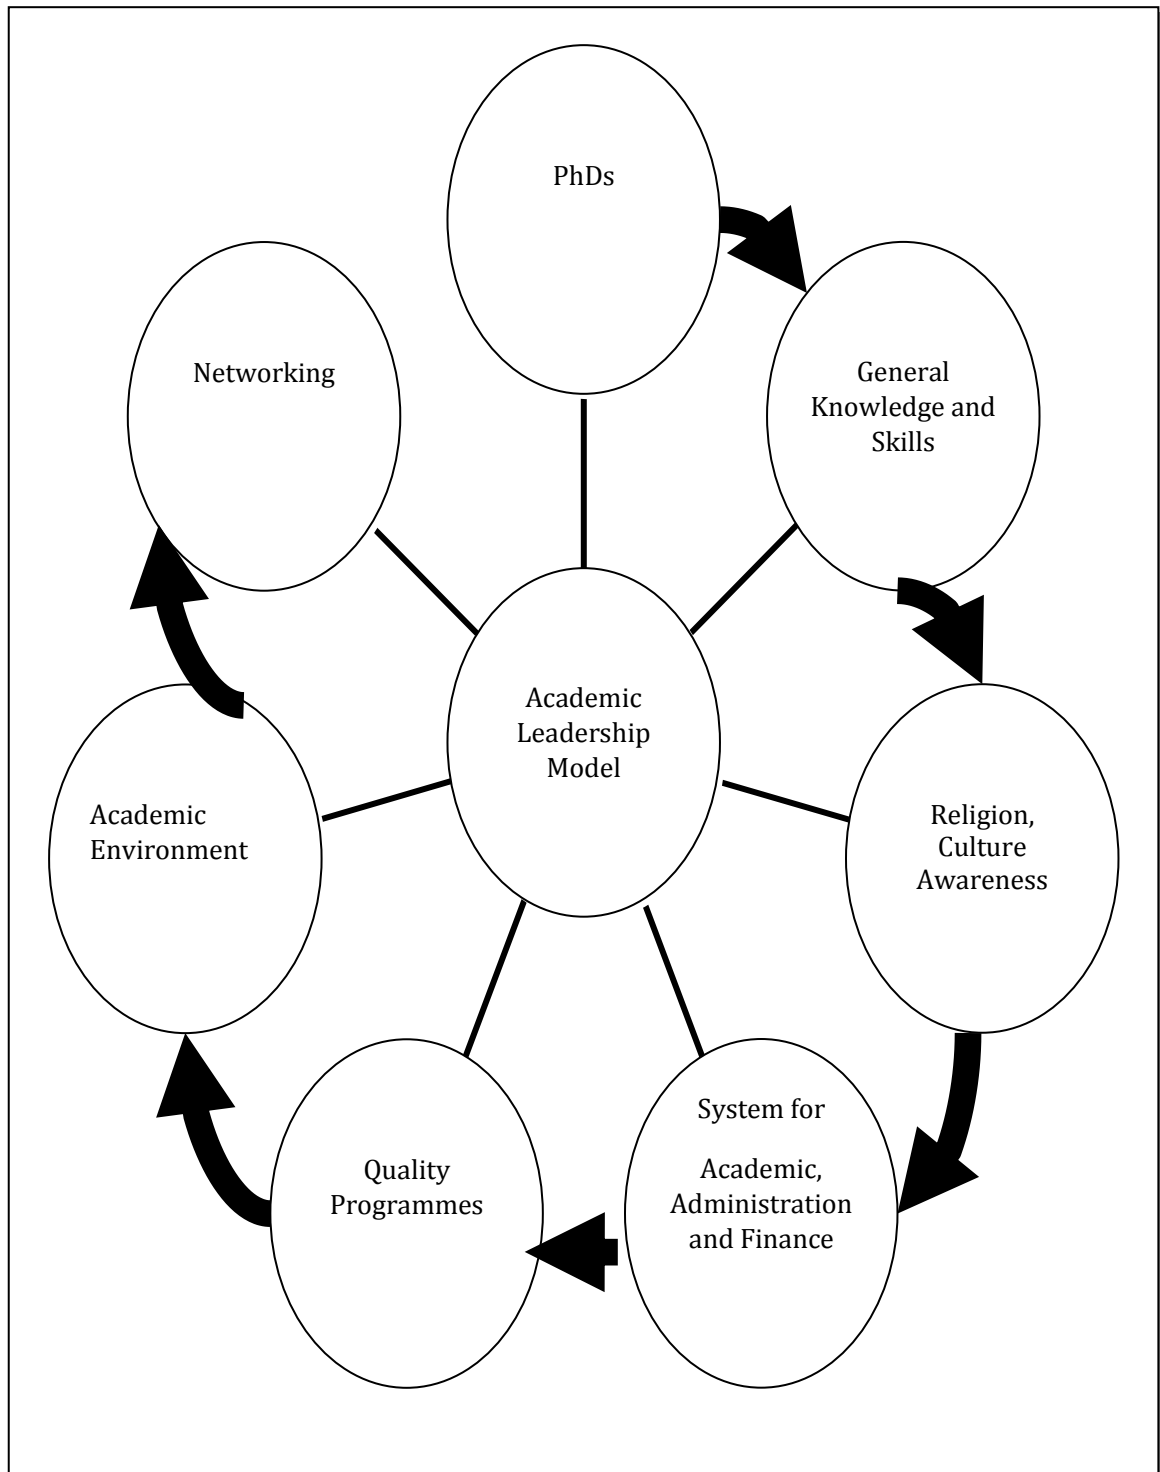 PhDs
Networking
General
Knowledge and
Skills
Academic
Leadership
Model
Academic
Environment
Religion,
Culture
Awareness
Quality
Programmes
System for
Academic,
Administration
and Finance